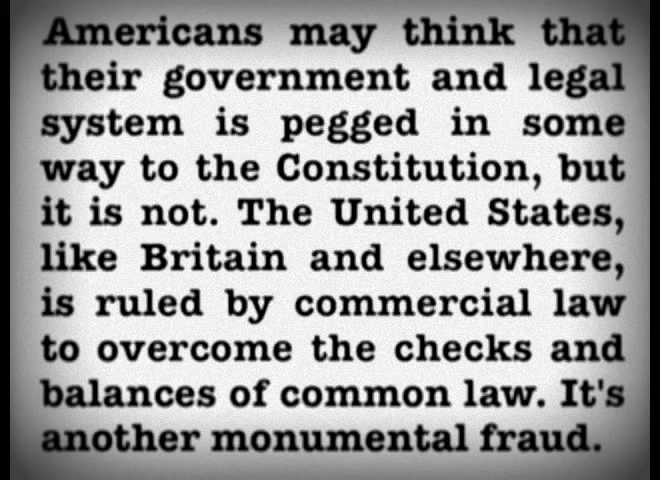 Americans may think that
their government and legal
system is pegged in some
way to the Constitution, but
it is not. The United States,
like Britain and elsewhere,
is ruled by commercial law
to overcome the checks and
balances of common law. It's
another monumental fraud.